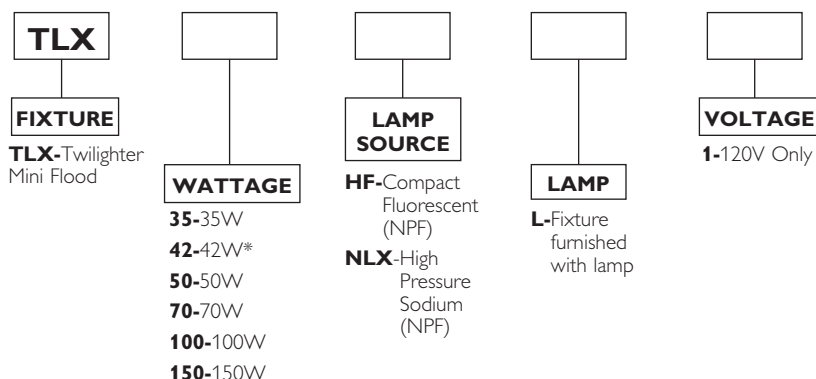 TLX
FIXTURE
TLX-Twilighter
Mini Flood
WATTAGE
35-35W
42-42W*
50-50W
70-70W
100-100W
150-150W
LAMP
SOURCE
HF-Compact
Fluorescent
(NPF)
NLX-High
Pressure
Sodium
(NPF)
LAMP
L-Fixture
furnished
with lamp
VOLTAGE
1-120V Only